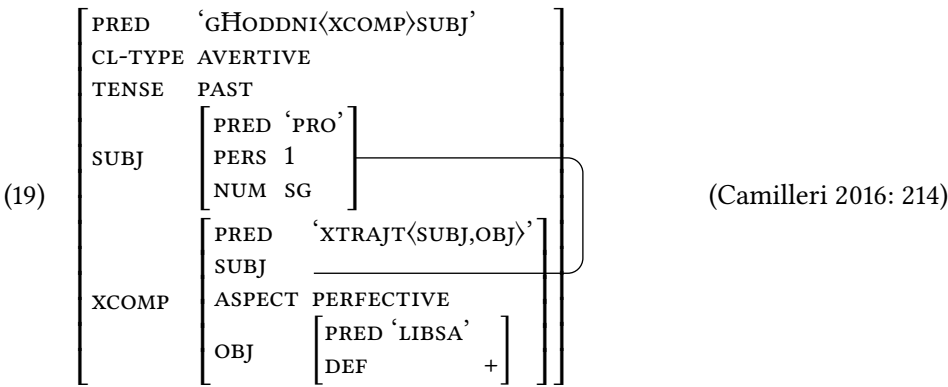 PRED ‘GĦODDNI⟨XCOMP⟩SUBJ’
CL-TYPE AVERTIVE
TENSE PAST
PRED ‘PRO’
SUBJ PERS 1
NUM SG
(19) (Camilleri 2016: 214)
PRED ‘XTRAJT⟨SUBJ,OBJ⟩’
SUBJ
XCOMP ASPECT PERFECTIVE
PRED ‘LIBSA’
OBJ
DEF +